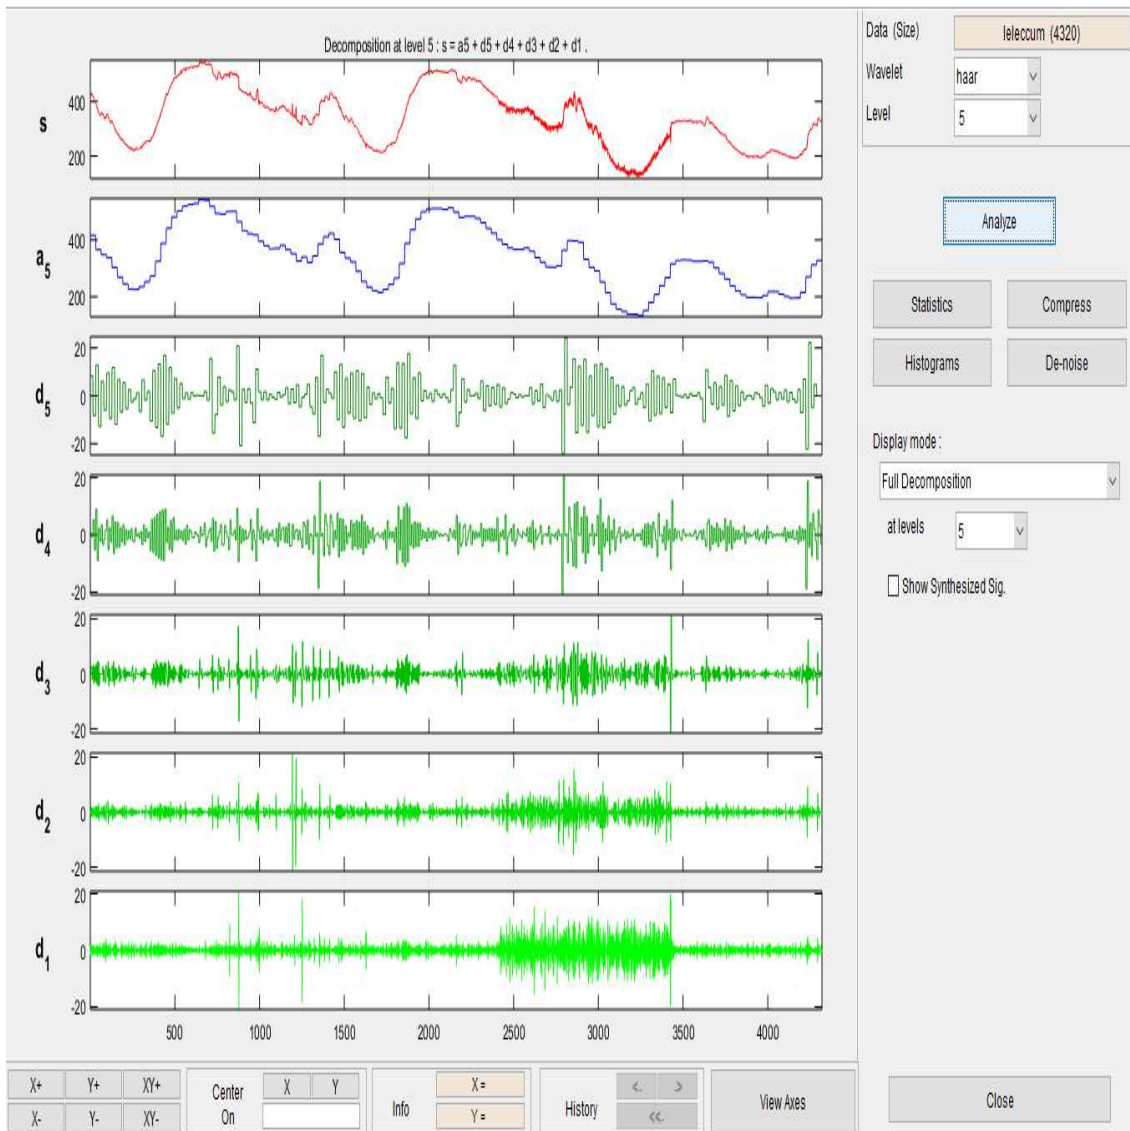 Decomposition at level 5 : s = a5 + d5 + d4 + d3 + d2 + d1 .
s
400
200
a5
400
200
d5
20
0
-20
d4
20
0
-20
d3
20
0
-20
d2
20
0
-20
d1
20
0
-20
500 1000 1500 2000 2500 3000 3500 4000
Data (Size) leleccum (4320)
Wavelet haar
Level 5
Analyze
Statistics Compress
Histograms De-noise
Display mode :
Full Decomposition
at levels 5
Show Synthesized Sig.
X+ Y+ XY+
X- Y- XY-
Center
On
X Y
Info
X =
Y =
History
<- ->
<<-
View Axes
Close